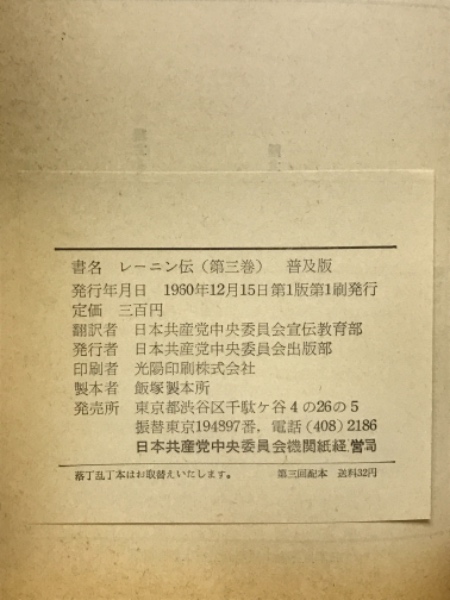 書名　レーニン伝（第三巻）　普及版
発行年月日　1960年12月15日第1版第1刷発行
定価　三百円
翻訳者　日本共産党中央委員会宣伝教育部
発行者　日本共産党中央委員会出版部
印刷者　光陽印刷株式会社
製本者　飯塚製本所
発売所　東京都渋谷区千駄ケ谷4の26の5
振替東京194897番，電話(408)2186
日本共産党中央委員会機関紙経営局
落丁乱丁本はお取替えいたします。　第三回配本　送料32円